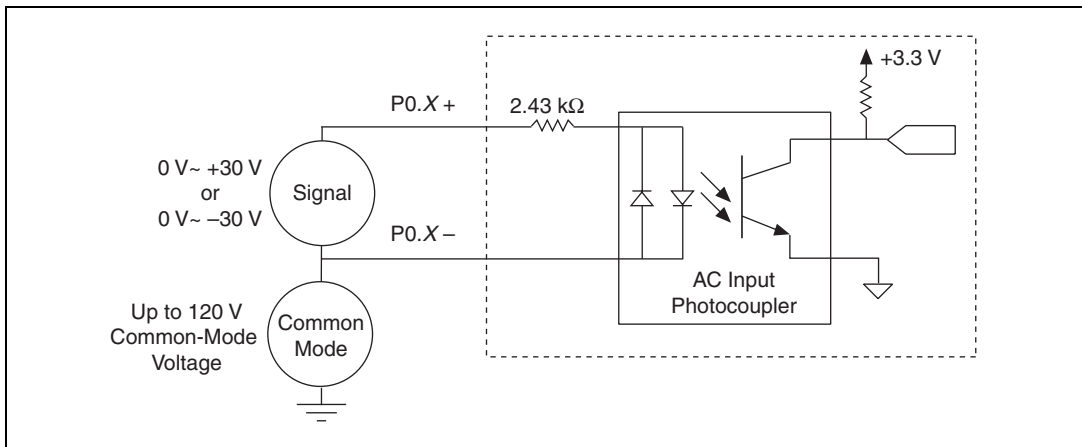 +3.3 V
P0.X +
2.43 kΩ
0 V~ +30 V
or
0 V~ –30 V
Signal
P0.X –
AC Input
Photocoupler
Up to 120 V
Common-Mode
Voltage
Common
Mode